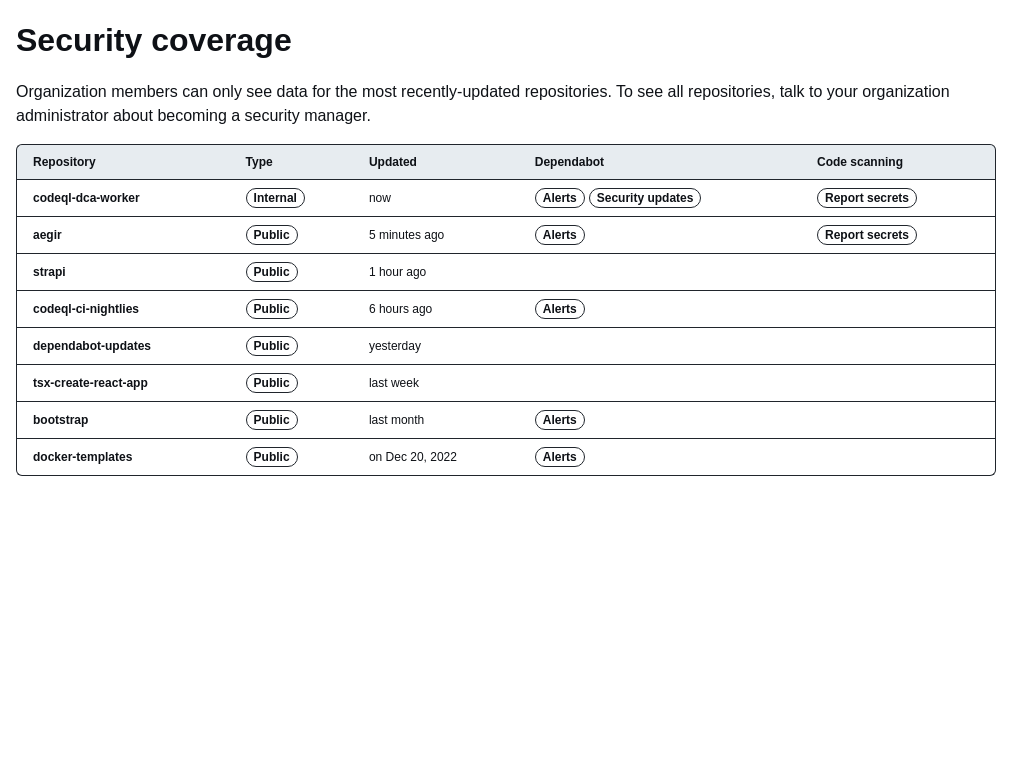 Security coverage
Organization members can only see data for the most recently-updated repositories. To see all repositories, talk to your organization
administrator about becoming a security manager.
Repository Type Updated Dependabot Code scanning
codeql-dca-worker Internal now Alerts Security updates Report secrets
aegir Public 5 minutes ago Alerts Report secrets
strapi Public 1 hour ago
codeql-ci-nightlies Public 6 hours ago Alerts
dependabot-updates Public yesterday
tsx-create-react-app Public last week
bootstrap Public last month Alerts
docker-templates Public on Dec 20, 2022 Alerts